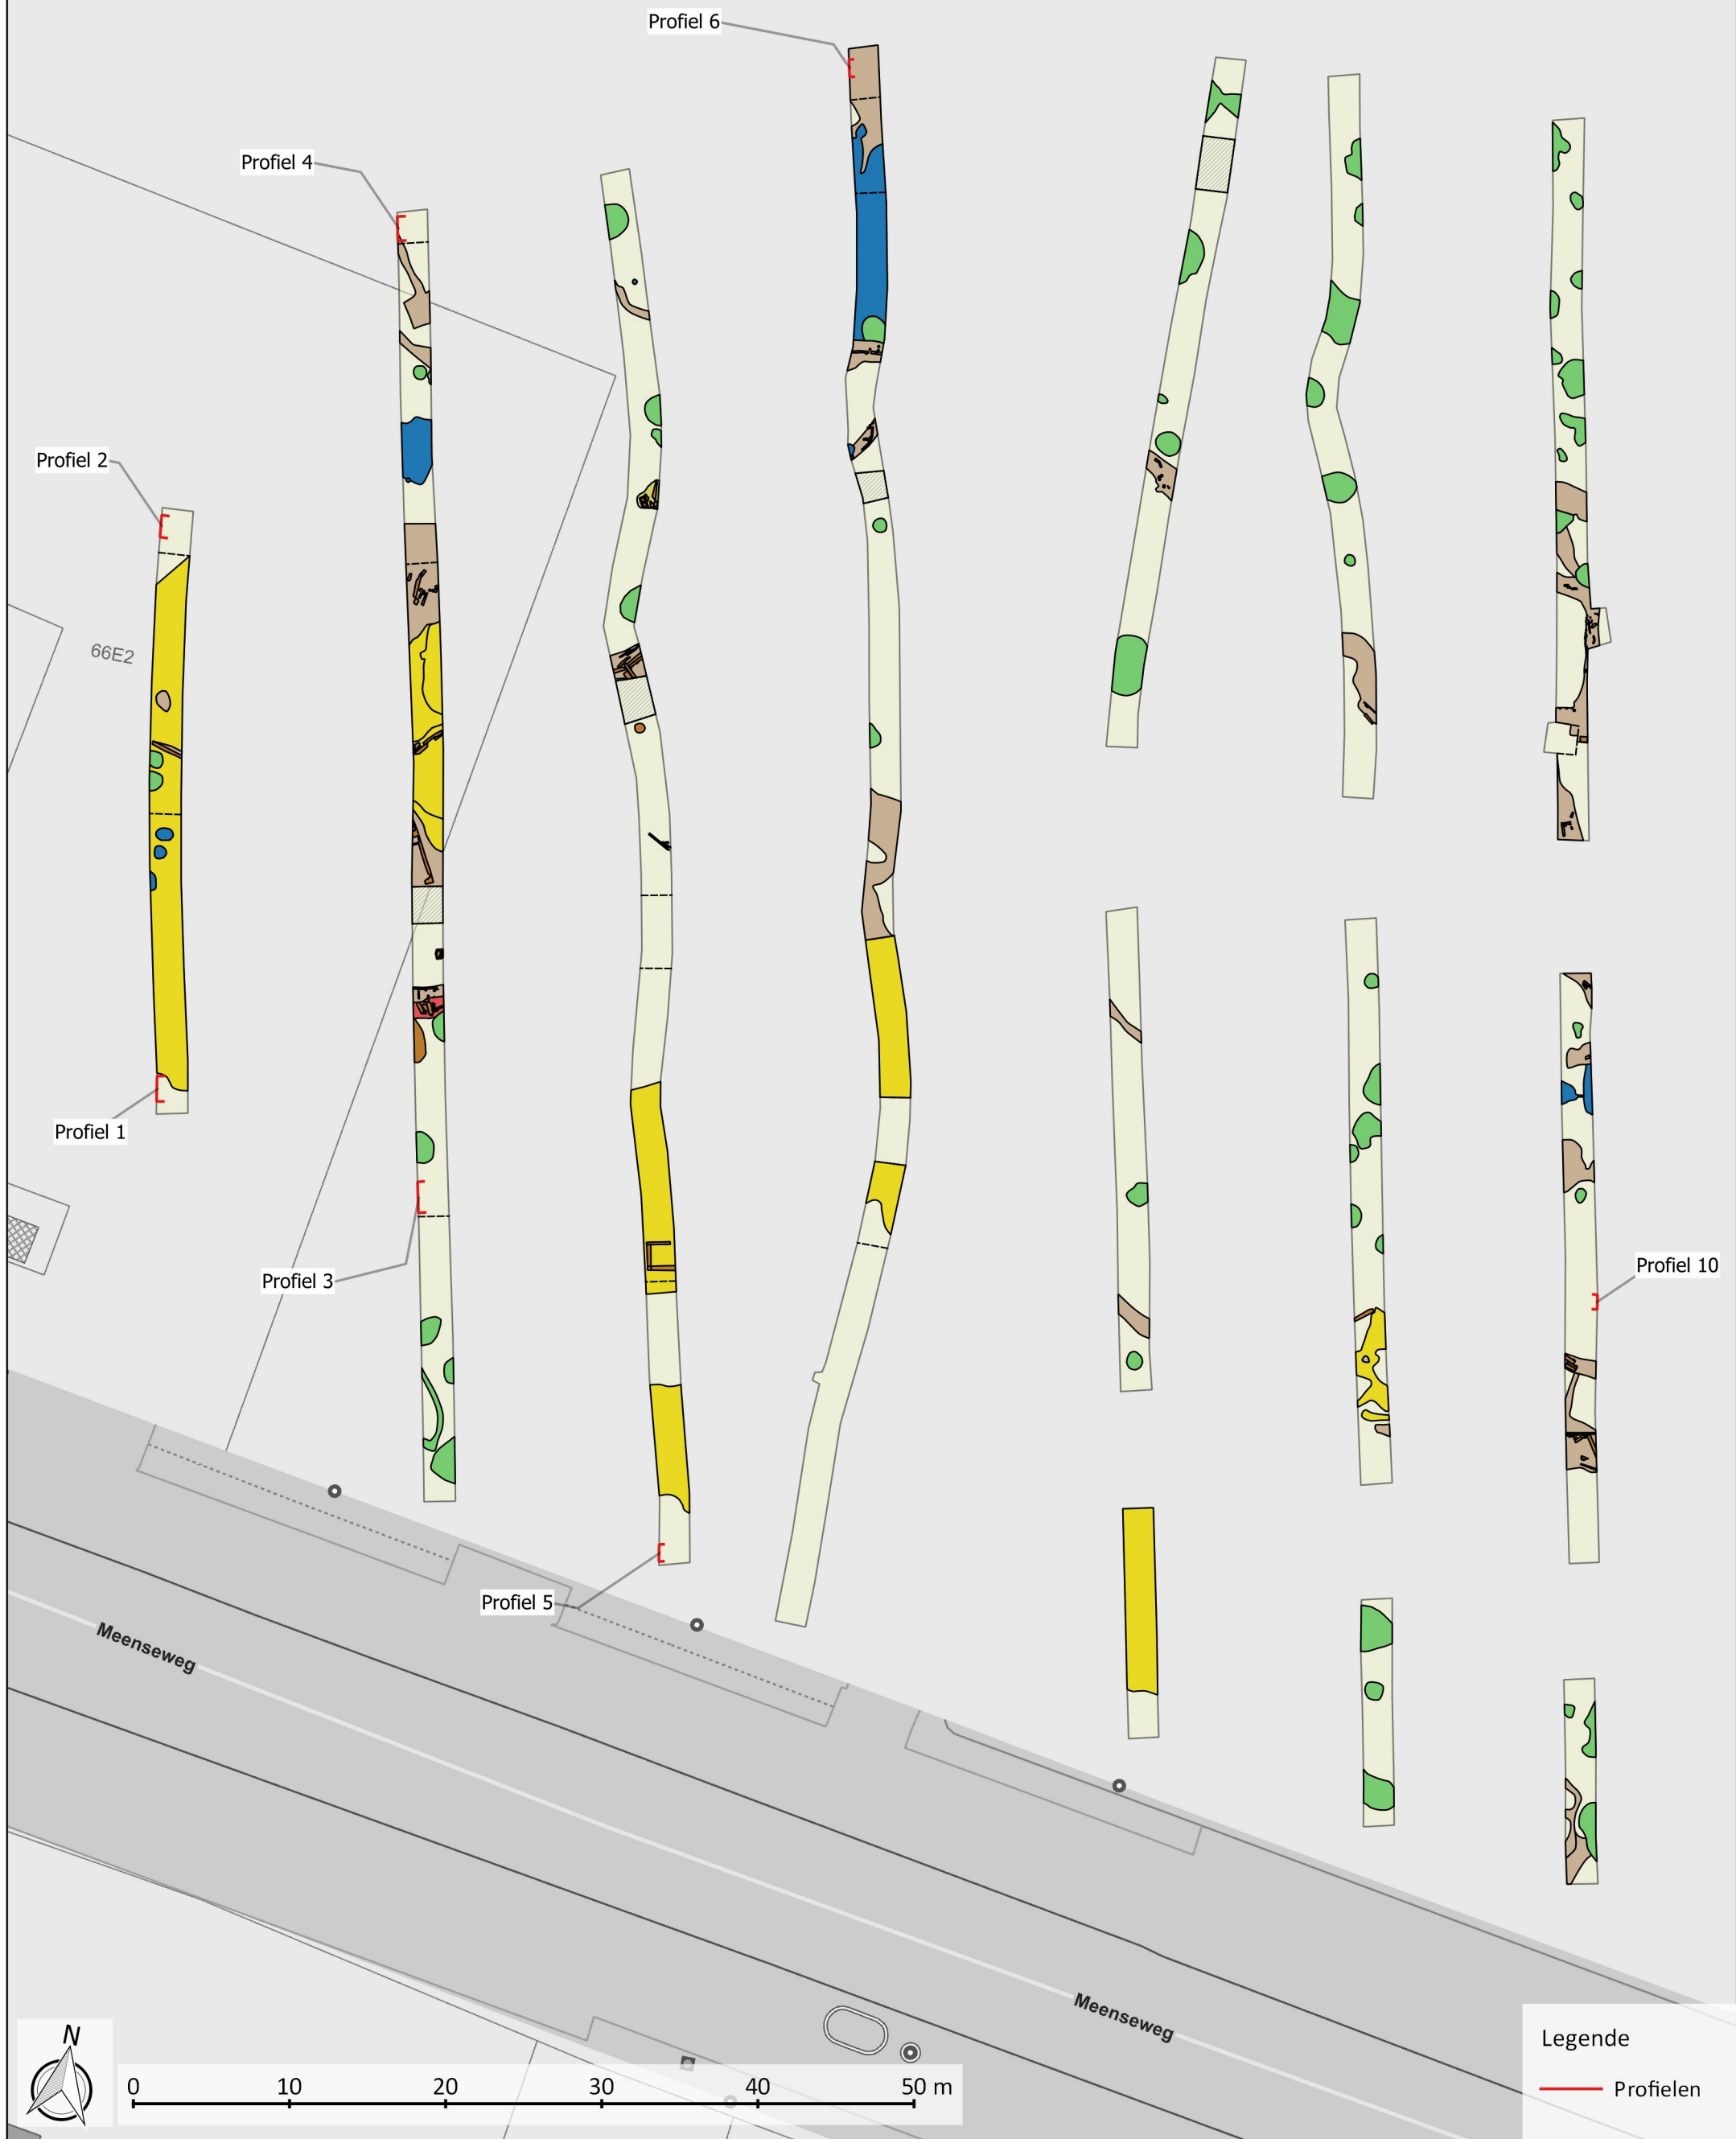 Profiel 6
Profiel 4
Profiel 2
66E2
Profiel 1
Profiel 10
Profiel 3
Profiel 5
Meenseweg
Meenseweg
N
0 10 20 30 40 50 m
Legende
Profielen